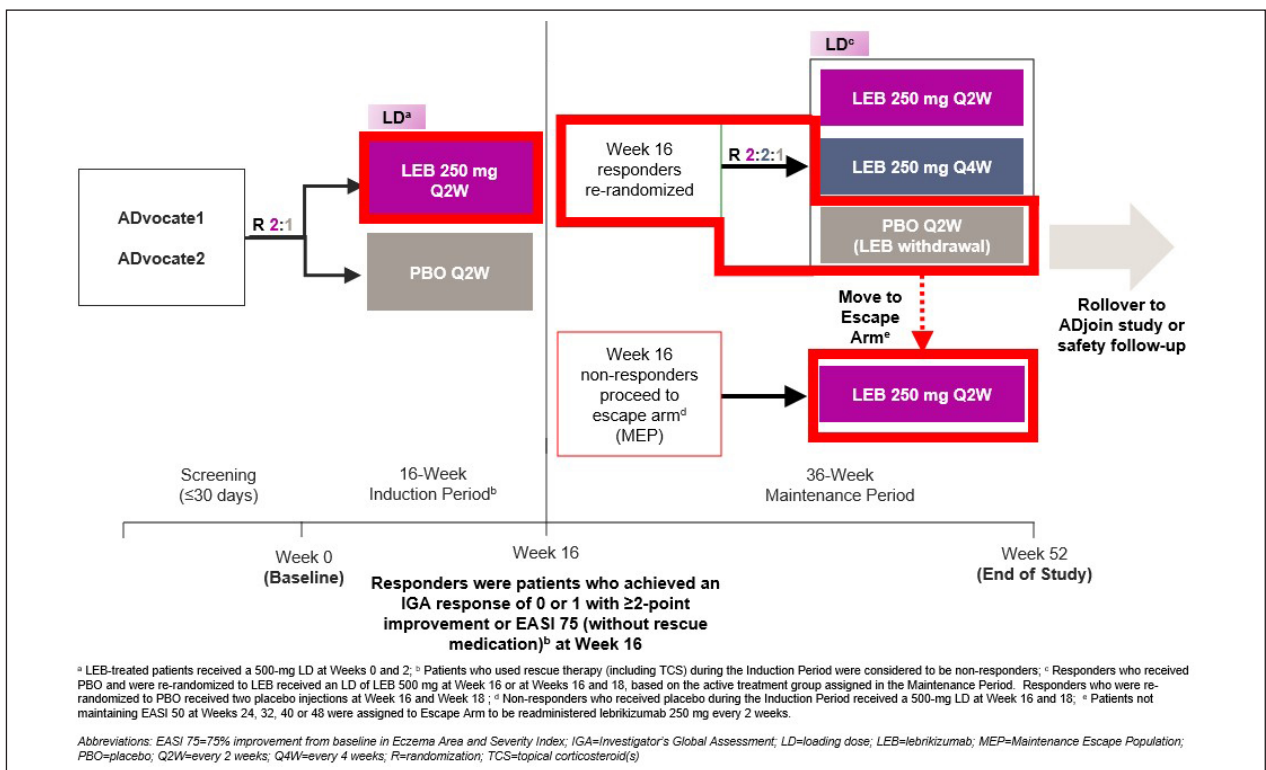 LDᶜ
LEB 250 mg Q2W
LDᵃ
LEB 250 mg
Q2W
Week 16
responders
re-randomized
R 2:2:1
LEB 250 mg Q4W
ADvocate1
ADvocate2
R 2:1
PBO Q2W
PBO Q2W
(LEB withdrawal)
Move to
Escape
Armᵉ
Rollover to
ADjoin study or
safety follow-up
Week 16
non-responders
proceed to
escape armᵈ
(MEP)
LEB 250 mg Q2W
Screening
(≤30 days)
16-Week
Induction Periodᵇ
36-Week
Maintenance Period
Week 0
(Baseline)
Week 16
Week 52
(End of Study)
Responders were patients who achieved an
IGA response of 0 or 1 with ≥2-point
improvement or EASI 75 (without rescue
medication)ᵇ at Week 16
ᵃ LEB-treated patients received a 500-mg LD at Weeks 0 and 2; ᵇ Patients who used rescue therapy (including TCS) during the Induction Period were considered to be non-responders; ᶜ Responders who received
PBO and were re-randomized to LEB received an LD of LEB 500 mg at Week 16 or at Weeks 16 and 18, based on the active treatment group assigned in the Maintenance Period. Responders who were re-
randomized to PBO received two placebo injections at Week 16 and Week 18 ; ᵈ Non-responders who received placebo during the Induction Period received a 500-mg LD at Week 16 and 18; ᵉ Patients not
maintaining EASI 50 at Weeks 24, 32, 40 or 48 were assigned to Escape Arm to be readministered lebrikizumab 250 mg every 2 weeks.
Abbreviations: EASI 75=75% improvement from baseline in Eczema Area and Severity Index; IGA=Investigator's Global Assessment; LD=loading dose; LEB=lebrikizumab; MEP=Maintenance Escape Population;
PBO=placebo; Q2W=every 2 weeks; Q4W=every 4 weeks; R=randomization; TCS=topical corticosteroid(s)